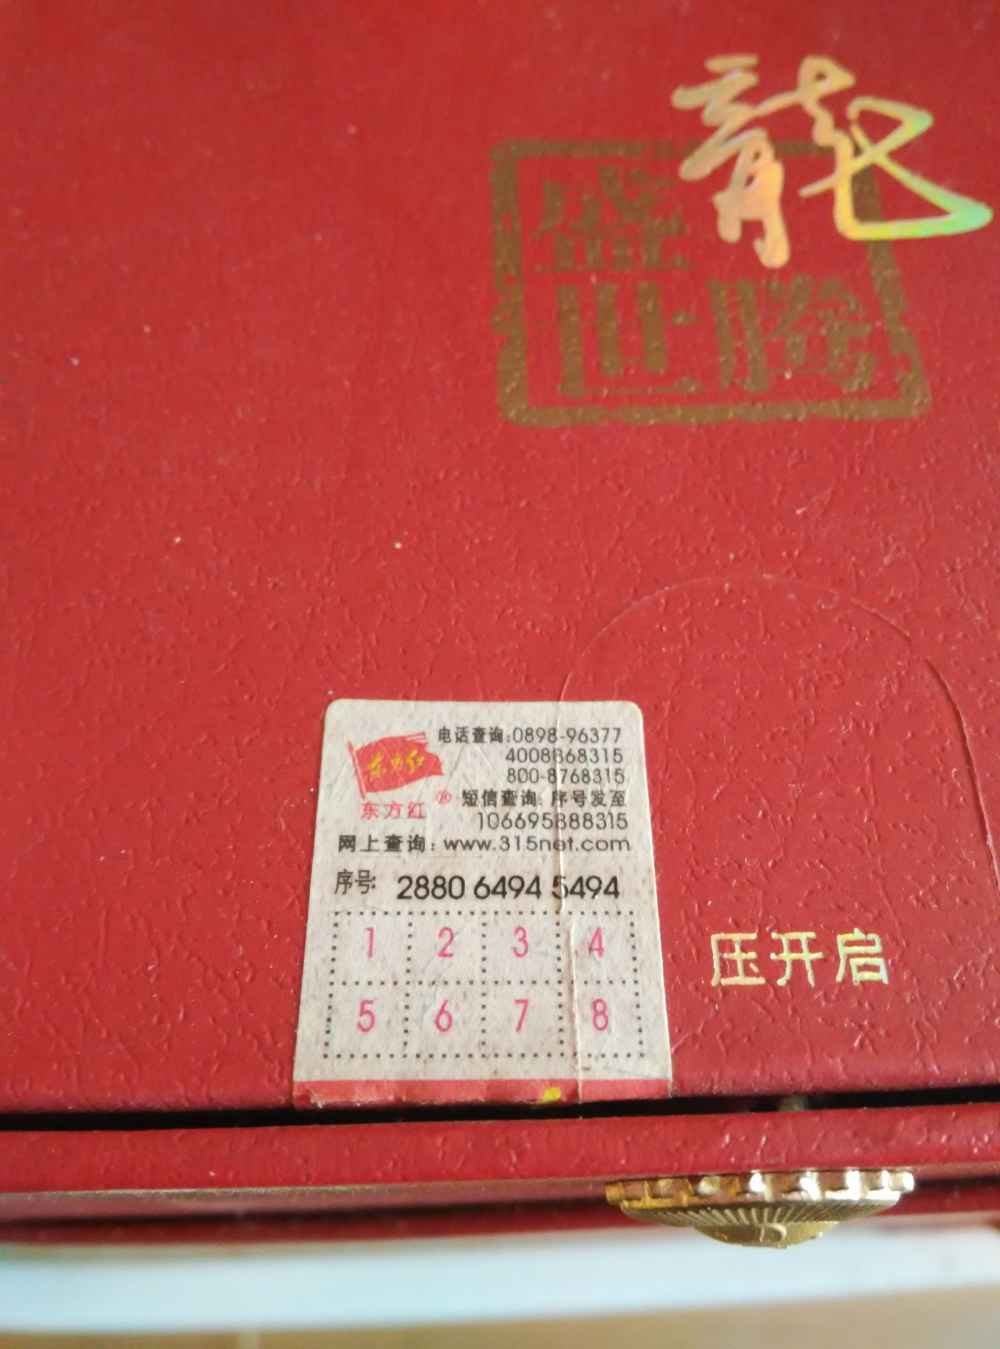 龍
盛
世 腾
东方红
电话查询:0898-96377
4008868315
800-8768315
东方红® 短信查询: 序号发至
106695888315
网上查询: www.315net.com
序号: 2880 6494 5494
1 2 3 4
5 6 7 8
压开启